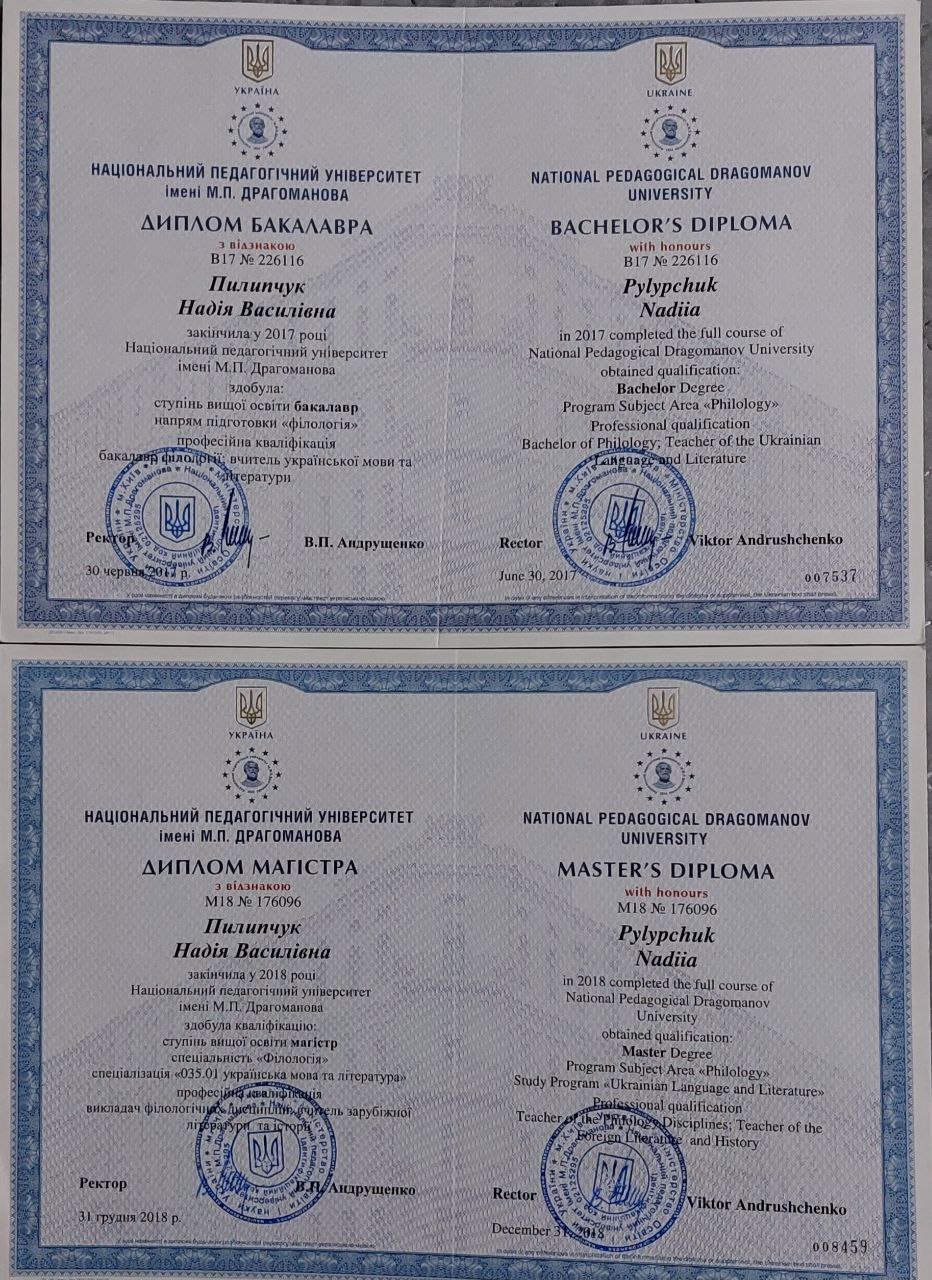 УКРАЇНА
НАЦІОНАЛЬНИЙ ПЕДАГОГІЧНИЙ УНІВЕРСИТЕТ
імені М.П. ДРАГОМАНОВА
ДИПЛОМ БАКАЛАВРА
з відзнакою
В17 № 226116
Пилипчук
Надія Василівна
закінчила у 2017 році
Національний педагогічний університет
імені М.П. Драгоманова
здобула:
ступінь вищої освіти бакалавр
напрям підготовки «філологія»
професійна кваліфікація
бакалавр філології; вчитель української мови та
літератури
Ректор
В.П. Андрущенко
30 червня 2017 р.
UKRAINE
NATIONAL PEDAGOGICAL DRAGOMANOV
UNIVERSITY
BACHELOR'S DIPLOMA
with honours
B17 № 226116
Pylypchuk
Nadiia
in 2017 completed the full course of
National Pedagogical Dragomanov University
obtained qualification:
Bachelor Degree
Program Subject Area «Philology»
Professional qualification
Bachelor of Philology; Teacher of the Ukrainian
Language and Literature
Rector
Viktor Andrushchenko
June 30, 2017
007537
УКРАЇНА
НАЦІОНАЛЬНИЙ ПЕДАГОГІЧНИЙ УНІВЕРСИТЕТ
імені М.П. ДРАГОМАНОВА
ДИПЛОМ МАГІСТРА
з відзнакою
М18 № 176096
Пилипчук
Надія Василівна
закінчила у 2018 році
Національний педагогічний університет
імені М.П. Драгоманова
здобула кваліфікацію:
ступінь вищої освіти магістр
спеціальність «Філологія»
спеціалізація «035.01 українська мова та література»
професійна кваліфікація
викладач філологічних дисциплін; вчитель зарубіжної
літератури та історії
Ректор
В.П. Андрущенко
31 грудня 2018 р.
UKRAINE
NATIONAL PEDAGOGICAL DRAGOMANOV
UNIVERSITY
MASTER'S DIPLOMA
with honours
M18 № 176096
Pylypchuk
Nadiia
in 2018 completed the full course of
National Pedagogical Dragomanov
University
obtained qualification:
Master Degree
Program Subject Area «Philology»
Study Program «Ukrainian Language and Literature»
Professional qualification
Teacher of the Philology Disciplines; Teacher of the
Foreign Literature and History
Rector
Viktor Andrushchenko
December 31, 2018
008459